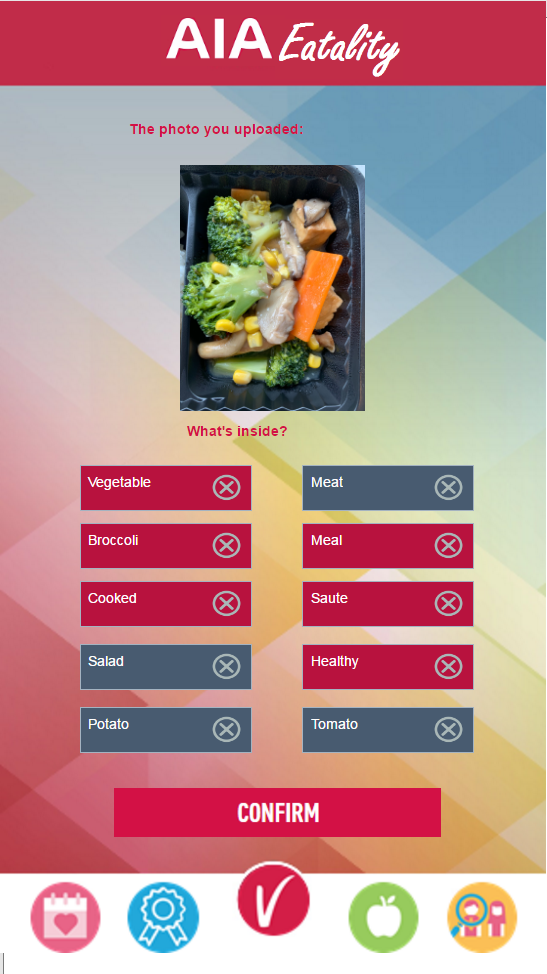 AIA Eatality
The photo you uploaded:
What's inside?
Vegetable
Meat
Broccoli
Meal
Cooked
Saute
Salad
Healthy
Potato
Tomato
CONFIRM